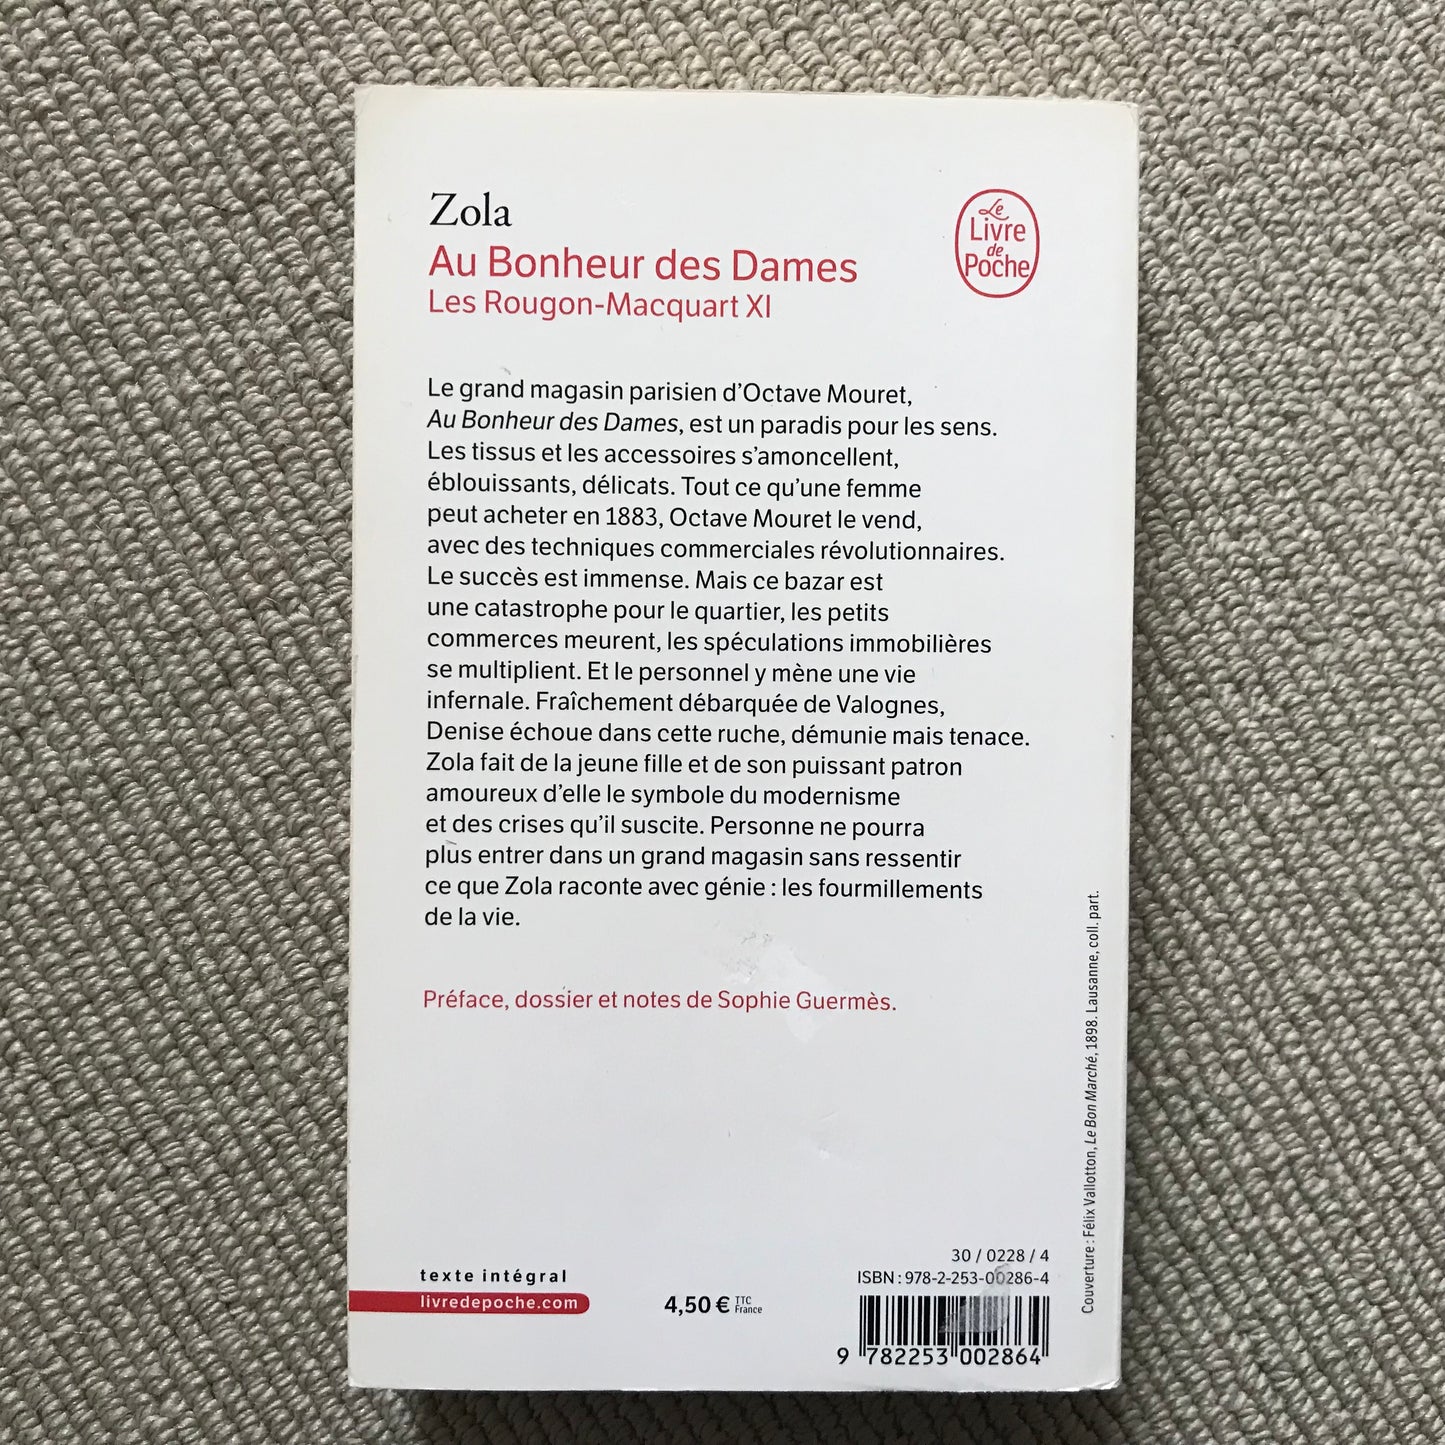 Zola
Au Bonheur des Dames
Les Rougon-Macquart XI
Le
Livre
de
Poche
Le grand magasin parisien d'Octave Mouret,
Au Bonheur des Dames, est un paradis pour les sens.
Les tissus et les accessoires s'amoncellent,
éblouissants, délicats. Tout ce qu'une femme
peut acheter en 1883, Octave Mouret le vend,
avec des techniques commerciales révolutionnaires.
Le succès est immense. Mais ce bazar est
une catastrophe pour le quartier, les petits
commerces meurent, les spéculations immobilières
se multiplient. Et le personnel y mène une vie
infernale. Fraîchement débarquée de Valognes,
Denise échoue dans cette ruche, démunie mais tenace.
Zola fait de la jeune fille et de son puissant patron
amoureux d'elle le symbole du modernisme
et des crises qu'il suscite. Personne ne pourra
plus entrer dans un grand magasin sans ressentir
ce que Zola raconte avec génie : les fourmillements
de la vie.
Préface, dossier et notes de Sophie Guermès.
Couverture : Félix Vallotton, Le Bon Marché, 1898. Lausanne, coll. part.
texte intégral
livredepoche.com
4,50 € TTC
France
30 / 0228 / 4
ISBN : 978-2-253-00286-4
9 782253 002864